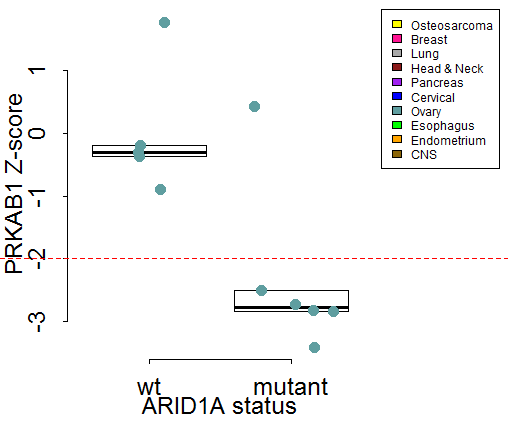 Osteosarcoma
Breast
Lung
Head & Neck
Pancreas
Cervical
Ovary
Esophagus
Endometrium
CNS
PRKAB1 Z-score
1
0
-1
-2
-3
wt mutant
ARID1A status